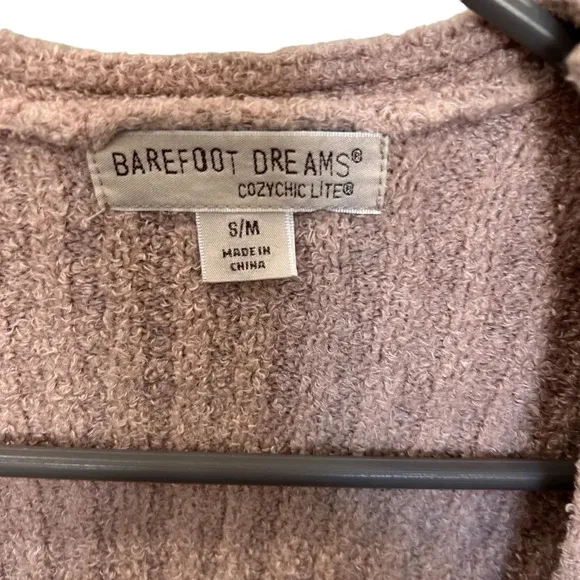 BAREFOOT DREAMS®
COZYCHIC LITE®
S/M
MADE IN
CHINA